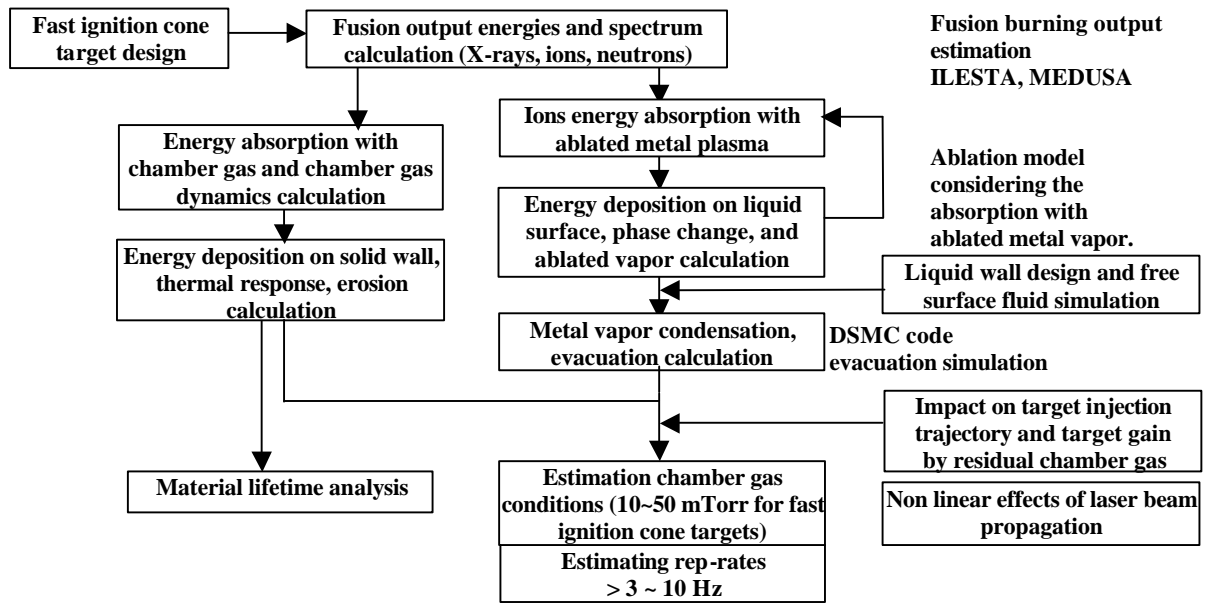 Fast ignition cone
target design
Fusion output energies and spectrum
calculation (X-rays, ions, neutrons)
Fusion burning output
estimation
ILESTA, MEDUSA
Energy absorption with
chamber gas and chamber gas
dynamics calculation
Ions energy absorption with
ablated metal plasma
Ablation model
considering the
absorption with
ablated metal vapor.
Energy deposition on solid wall,
thermal response, erosion
calculation
Energy deposition on liquid
surface, phase change, and
ablated vapor calculation
Liquid wall design and free
surface fluid simulation
Metal vapor condensation,
evacuation calculation
DSMC code
evacuation simulation
Impact on target injection
trajectory and target gain
by residual chamber gas
Material lifetime analysis
Estimation chamber gas
conditions (10~50 mTorr for fast
ignition cone targets)
Non linear effects of laser beam
propagation
Estimating rep-rates
> 3 ~ 10 Hz